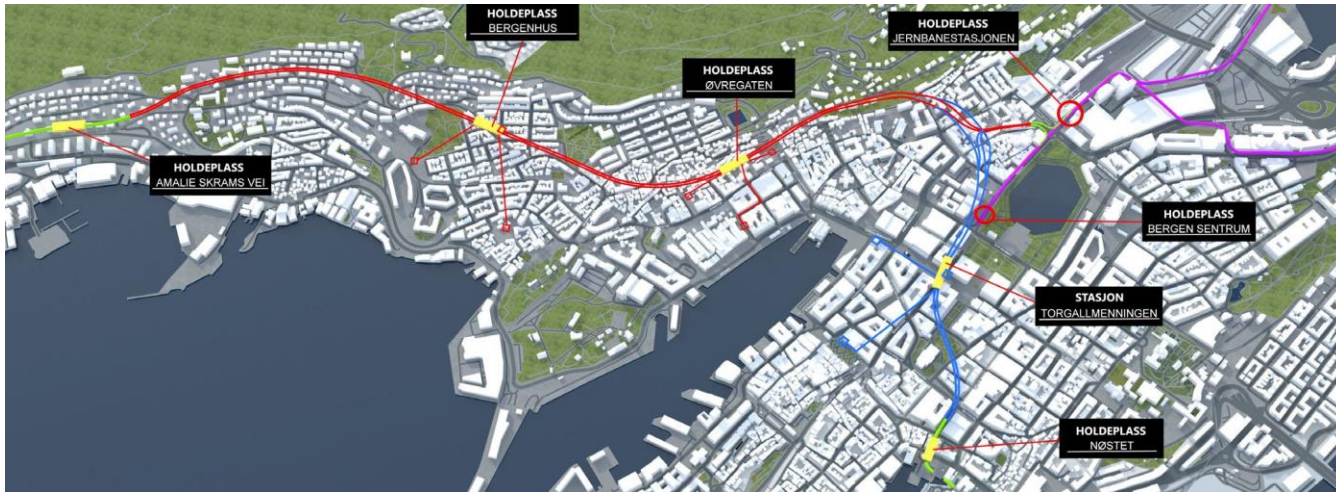 HOLDEPLASS
BERGENHUS
HOLDEPLASS
JERNBANESTASJONEN
HOLDEPLASS
ØVREGATEN
HOLDEPLASS
AMALIE SKRAMS VEI
HOLDEPLASS
BERGEN SENTRUM
STASJON
TORGALLMENNINGEN
HOLDEPLASS
NØSTET